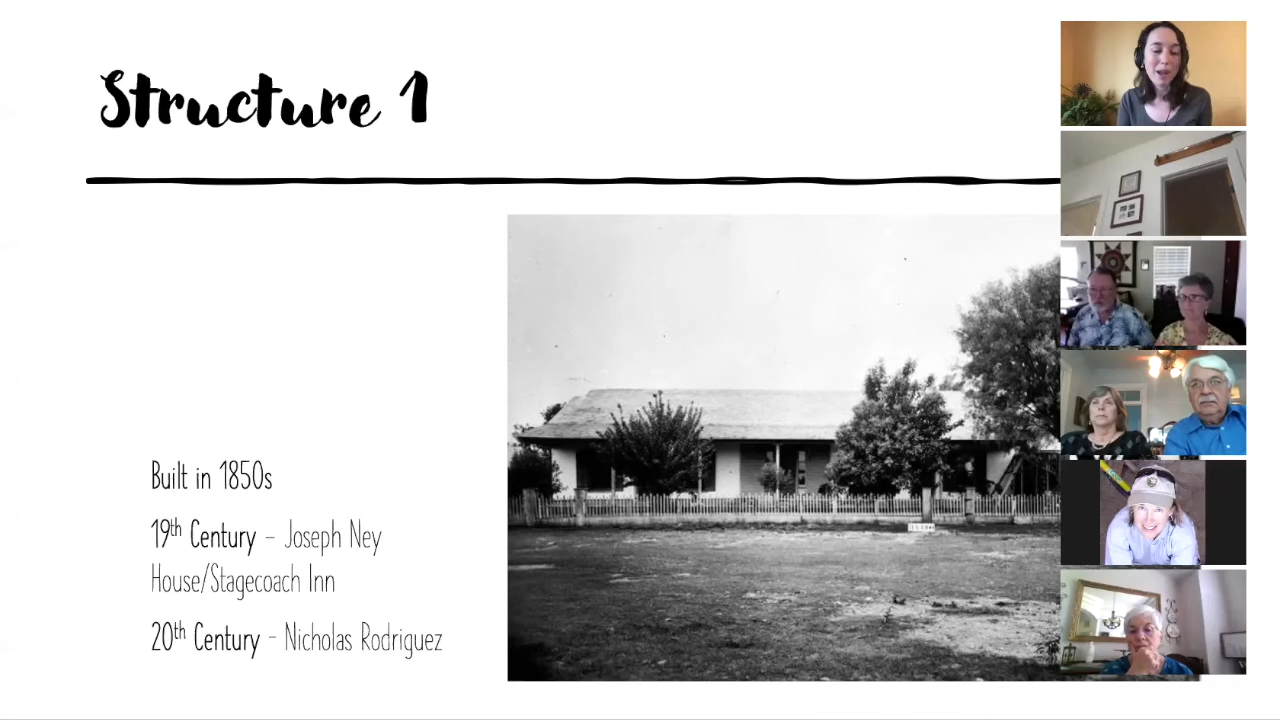 Structure 1
Built in 1850s
19th Century – Joseph Ney
House/Stagecoach Inn
20th Century - Nicholas Rodriguez